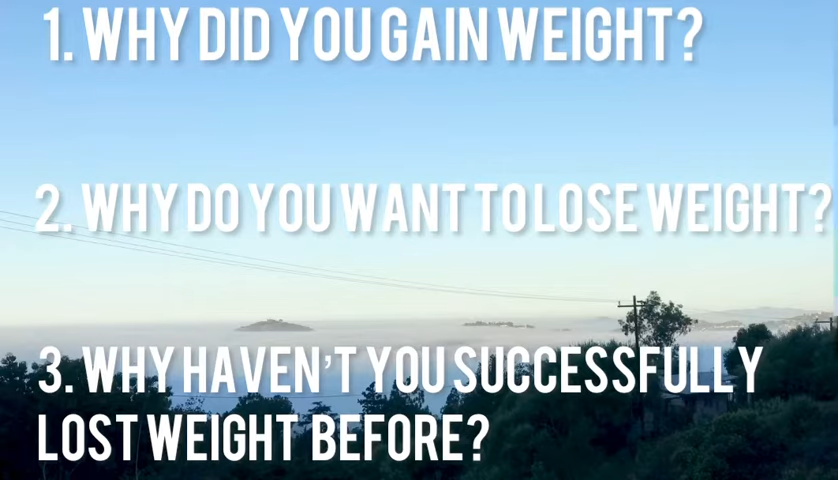 1. WHY DID YOU GAIN WEIGHT?
2. WHY DO YOU WANT TO LOSE WEIGHT?
3. WHY HAVEN'T YOU SUCCESSFULLY
LOST WEIGHT BEFORE?